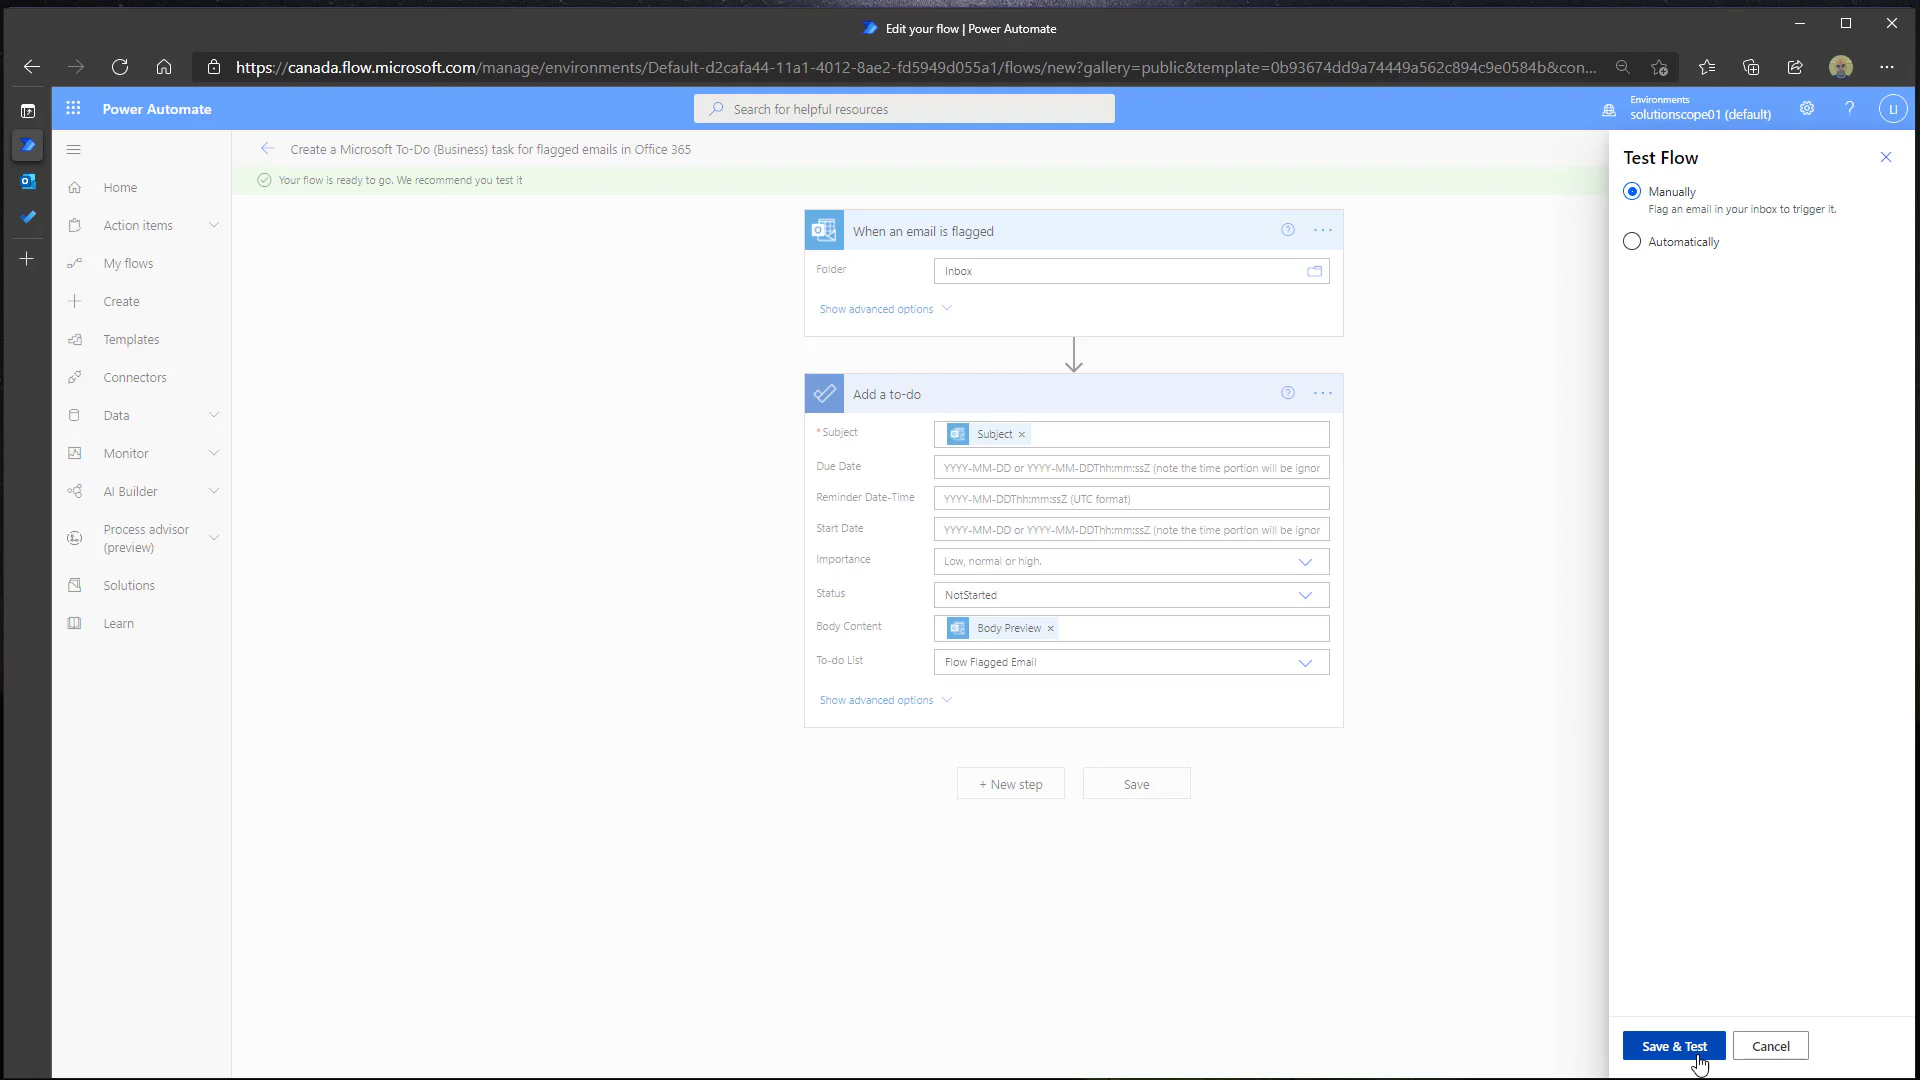 Edit your flow | Power Automate
https://canada.flow.microsoft.com/manage/environments/Default-d2cafa44-11a1-4012-8ae2-fd5949d055a1/flows/new?gallery=public&template=0b93674dd9a74449a562c894c9e0584b&con...
Power Automate
Search for helpful resources
Environments
solutionscope01 (default)
?
U
Create a Microsoft To-Do (Business) task for flagged emails in Office 365
Your flow is ready to go. We recommend you test it
Home
Action items
My flows
Create
Templates
Connectors
Data
Monitor
AI Builder
Process advisor
(preview)
Solutions
Learn
When an email is flagged
Folder
Inbox
Show advanced options
Add a to-do
*Subject
Subject ×
Due Date
YYYY-MM-DD or YYYY-MM-DDThh:mm:ssZ (note the time portion will be ignor
Reminder Date-Time
YYYY-MM-DDThh:mm:ssZ (UTC format)
Start Date
YYYY-MM-DD or YYYY-MM-DDThh:mm:ssZ (note the time portion will be ignor
Importance
Low, normal or high.
Status
NotStarted
Body Content
Body Preview ×
To-do List
Flow Flagged Email
Show advanced options
+ New step
Save
Test Flow
Manually
Flag an email in your inbox to trigger it.
Automatically
Save & Test
Cancel